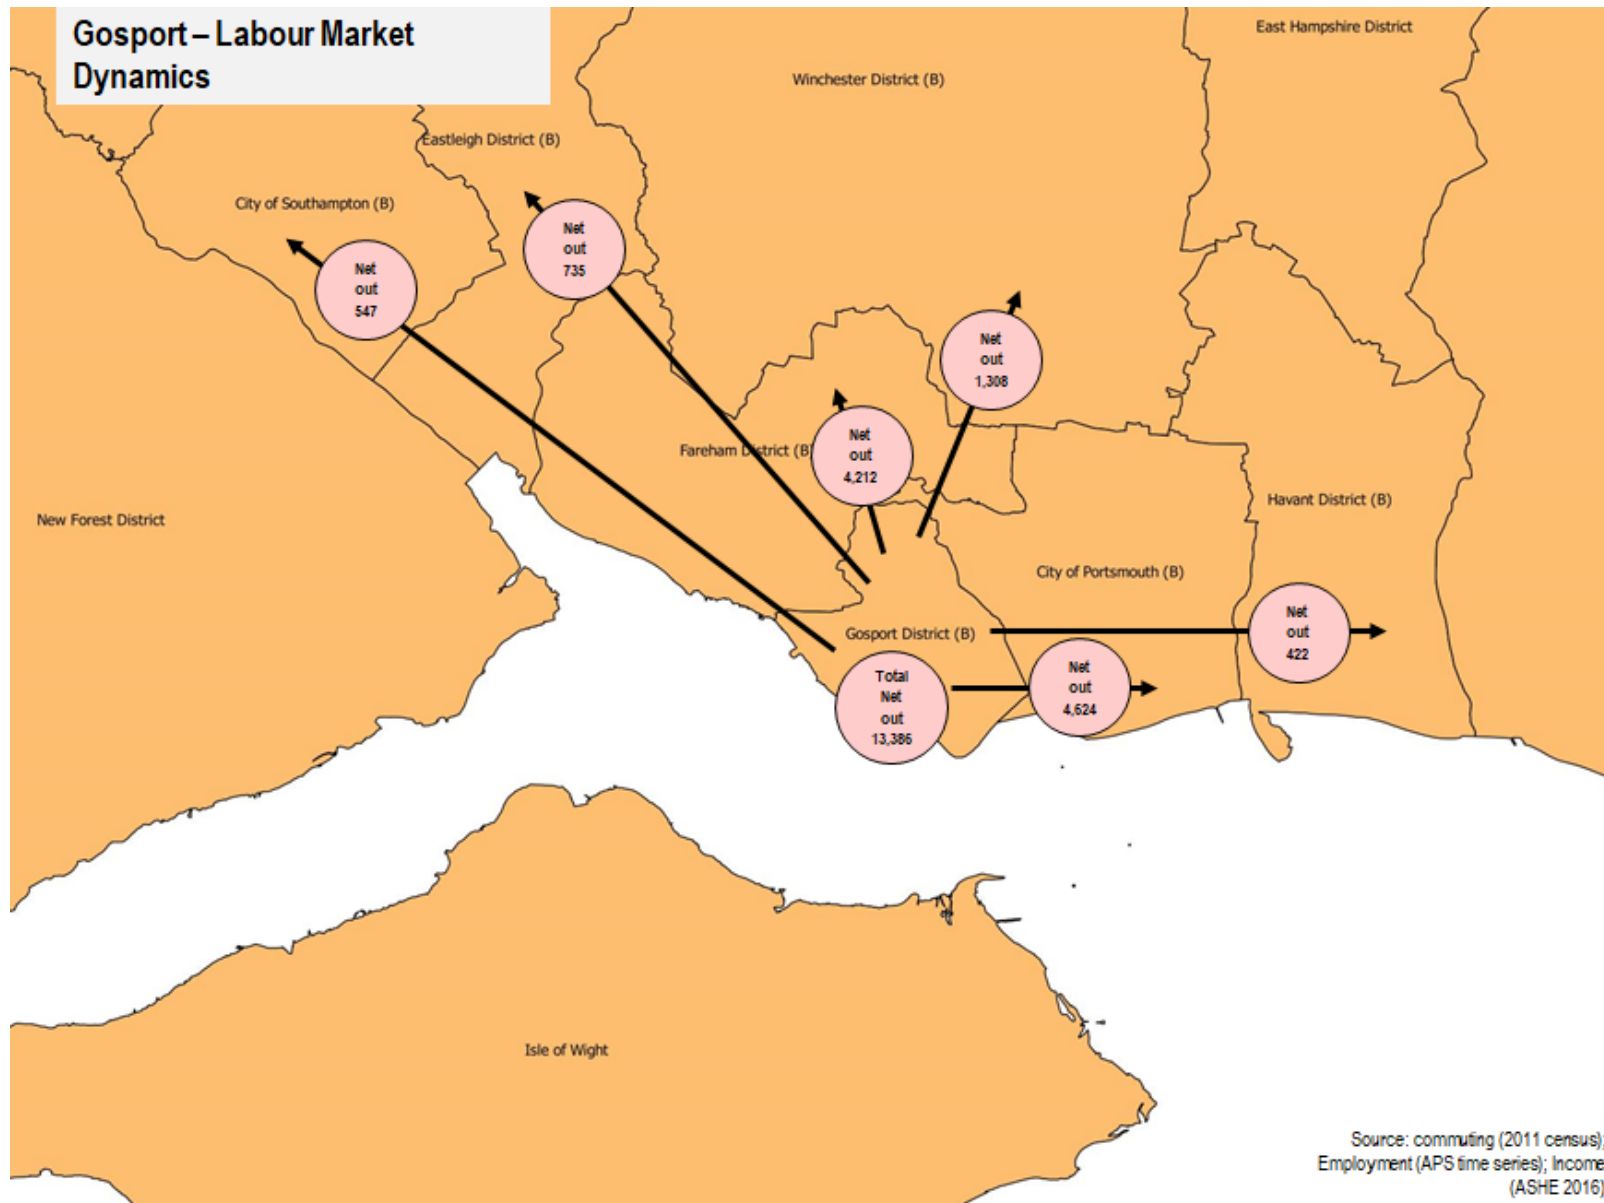 Gosport – Labour Market
Dynamics
East Hampshire District
Winchester District (B)
Eastleigh District (B)
City of Southampton (B)
Net
out
735
Net
out
547
Net
out
1,308
Net
out
4,212
Fareham District (B)
Havant District (B)
New Forest District
City of Portsmouth (B)
Gosport District (B)
Net
out
422
Net
out
4,624
Total
Net
out
13,386
Isle of Wight
Source: commuting (2011 census);
Employment (APS time series); Income
(ASHE 2016)